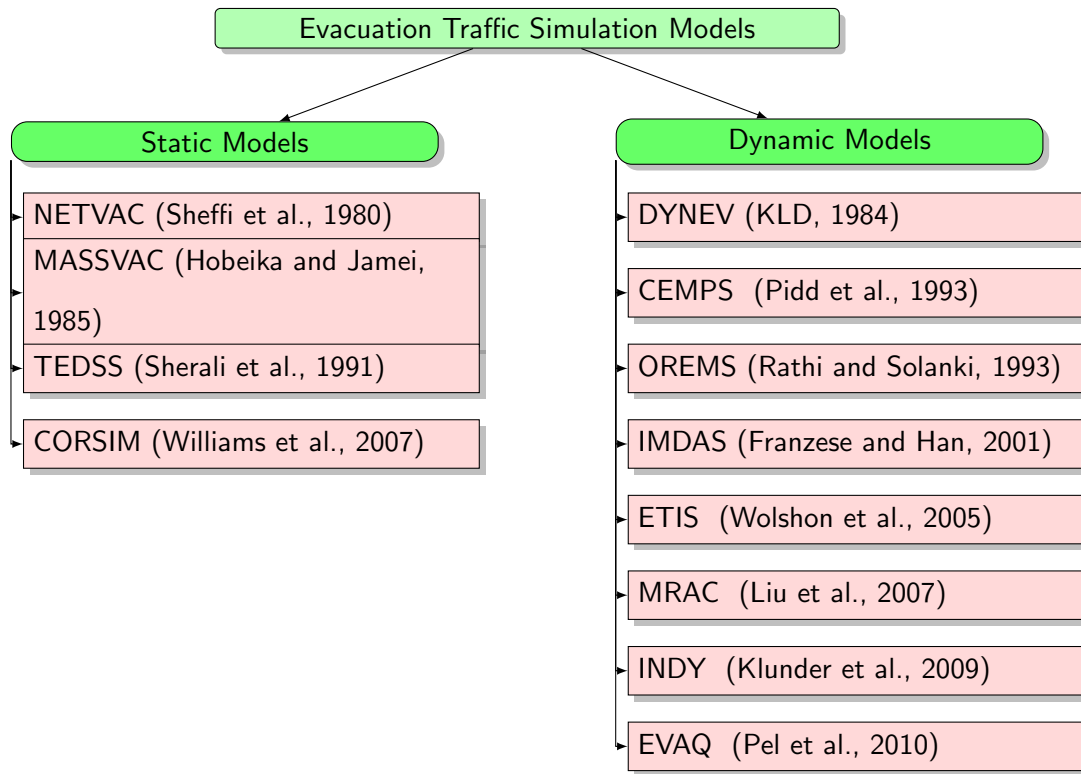 Evacuation Traffic Simulation Models
Static Models
NETVAC (Sheffi et al., 1980)
MASSVAC (Hobeika and Jamei,
1985)
TEDSS (Sherali et al., 1991)
CORSIM (Williams et al., 2007)
Dynamic Models
DYNEV (KLD, 1984)
CEMPS (Pidd et al., 1993)
OREMS (Rathi and Solanki, 1993)
IMDAS (Franzese and Han, 2001)
ETIS (Wolshon et al., 2005)
MRAC (Liu et al., 2007)
INDY (Klunder et al., 2009)
EVAQ (Pel et al., 2010)